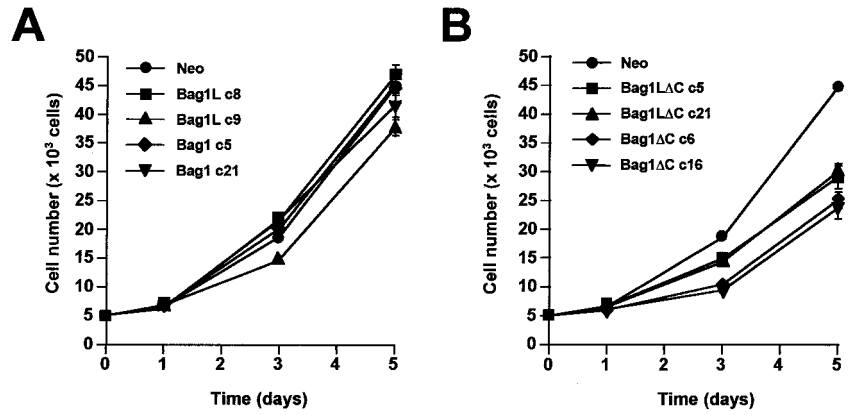 A
50
45
40
35
30
25
20
15
10
5
0
Cell number (x 10³ cells)
Neo
Bag1L c8
Bag1L c9
Bag1 c5
Bag1 c21
0 1 2 3 4 5
Time (days)
B
50
45
40
35
30
25
20
15
10
5
0
Cell number (x 10³ cells)
Neo
Bag1LΔC c5
Bag1LΔC c21
Bag1ΔC c6
Bag1ΔC c16
0 1 2 3 4 5
Time (days)